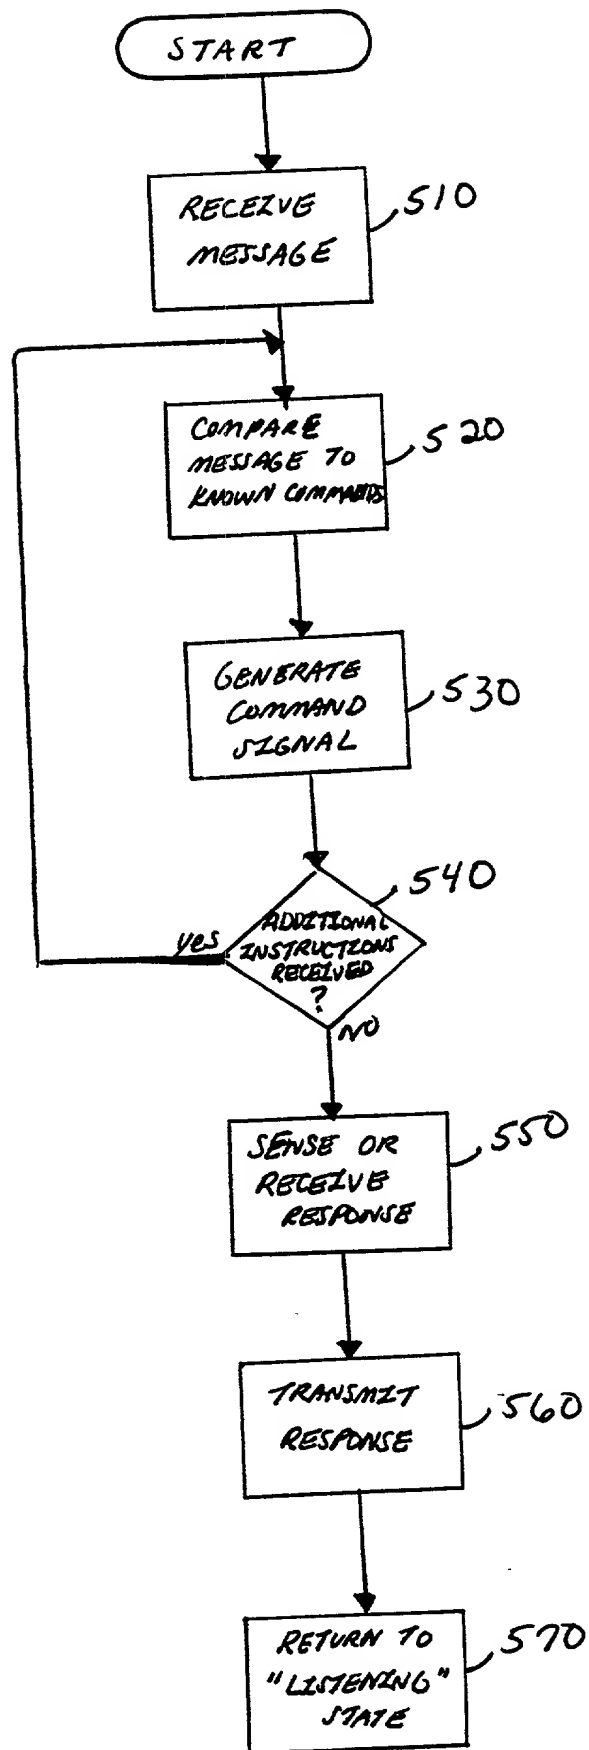 START
RECEIVE
MESSAGE
510
COMPARE
MESSAGE TO
KNOWN COMMANDS
520
GENERATE
COMMAND
SIGNAL
530
540
ADDITIONAL
INSTRUCTIONS
RECEIVED
?
yes
NO
SENSE OR
RECEIVE
RESPONSE
550
TRANSMIT
RESPONSE
560
RETURN TO
"LISTENING"
STATE
570